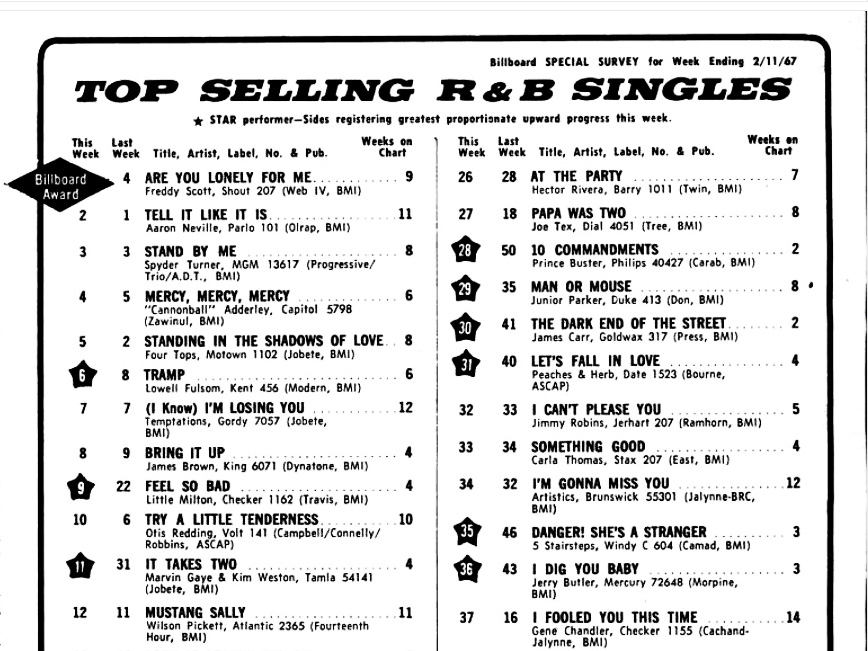 Billboard SPECIAL SURVEY for Week Ending 2/11/67
TOP SELLING R & B SINGLES
★ STAR performer—Sides registering greatest proportionate upward progress this week.
This Week Last Week Title, Artist, Label, No. & Pub. Weeks on Chart
Billboard Award 4 ARE YOU LONELY FOR ME 9
Freddy Scott, Shout 207 (Web IV, BMI)
2 1 TELL IT LIKE IT IS 11
Aaron Neville, Parlo 101 (Olrap, BMI)
3 3 STAND BY ME 8
Spyder Turner, MGM 13617 (Progressive/
Trio/A.D.T., BMI)
4 5 MERCY, MERCY, MERCY 6
"Cannonball" Adderley, Capitol 5798
(Zawinul, BMI)
5 2 STANDING IN THE SHADOWS OF LOVE 8
Four Tops, Motown 1102 (Jobete, BMI)
6 8 TRAMP 6
Lowell Fulsom, Kent 456 (Modern, BMI)
7 7 (I Know) I'M LOSING YOU 12
Temptations, Gordy 7057 (Jobete,
BMI)
8 9 BRING IT UP 4
James Brown, King 6071 (Dynatone, BMI)
9 22 FEEL SO BAD 4
Little Milton, Checker 1162 (Travis, BMI)
10 6 TRY A LITTLE TENDERNESS 10
Otis Redding, Volt 141 (Campbell/Connelly/
Robbins, ASCAP)
11 31 IT TAKES TWO 4
Marvin Gaye & Kim Weston, Tamla 54141
(Jobete, BMI)
12 11 MUSTANG SALLY 11
Wilson Pickett, Atlantic 2365 (Fourteenth
Hour, BMI)
This Week Last Week Title, Artist, Label, No. & Pub. Weeks on Chart
26 28 AT THE PARTY 7
Hector Rivera, Barry 1011 (Twin, BMI)
27 18 PAPA WAS TWO 8
Joe Tex, Dial 4051 (Tree, BMI)
28 50 10 COMMANDMENTS 2
Prince Buster, Philips 40427 (Carab, BMI)
29 35 MAN OR MOUSE 8
Junior Parker, Duke 413 (Don, BMI)
30 41 THE DARK END OF THE STREET 2
James Carr, Goldwax 317 (Press, BMI)
31 40 LET'S FALL IN LOVE 4
Peaches & Herb, Date 1523 (Bourne,
ASCAP)
32 33 I CAN'T PLEASE YOU 5
Jimmy Robins, Jerhart 207 (Ramhorn, BMI)
33 34 SOMETHING GOOD 4
Carla Thomas, Stax 207 (East, BMI)
34 32 I'M GONNA MISS YOU 12
Artistics, Brunswick 55301 (Jalynne-BRC,
BMI)
35 46 DANGER! SHE'S A STRANGER 3
5 Stairsteps, Windy C 604 (Camad, BMI)
36 43 I DIG YOU BABY 3
Jerry Butler, Mercury 72648 (Morpine,
BMI)
37 16 I FOOLED YOU THIS TIME 14
Gene Chandler, Checker 1155 (Cachand-
Jalynne, BMI)